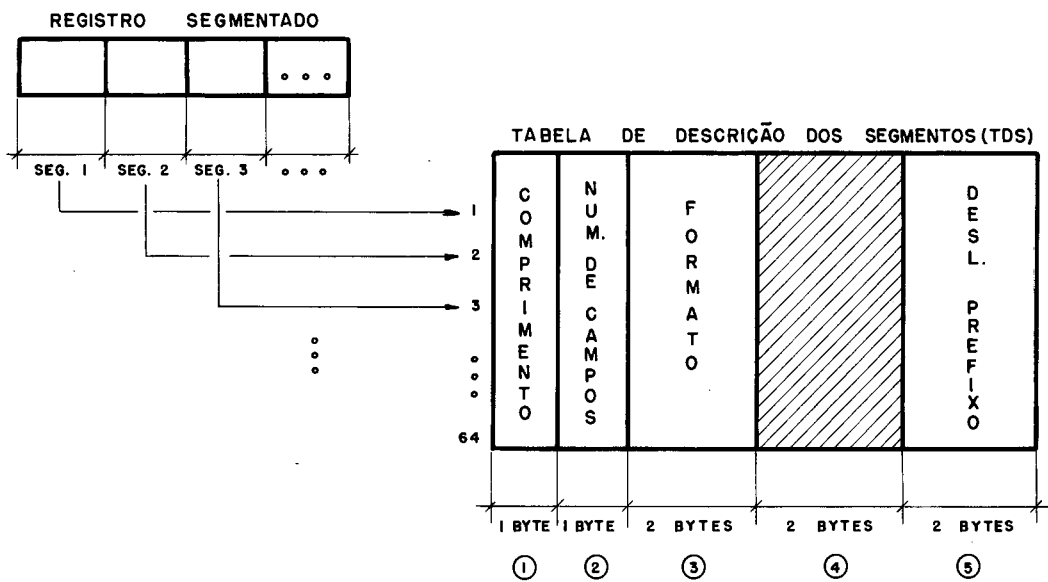 REGISTRO SEGMENTADO
SEG. 1 SEG. 2 SEG. 3
TABELA DE DESCRIÇÃO DOS SEGMENTOS (TDS)
1
2
3
64
COMPRIMENTO
NUM. DE CAMPOS
FORMATO
DESL. PREFIXO
1 BYTE 1 BYTE 2 BYTES 2 BYTES 2 BYTES
1 2 3 4 5